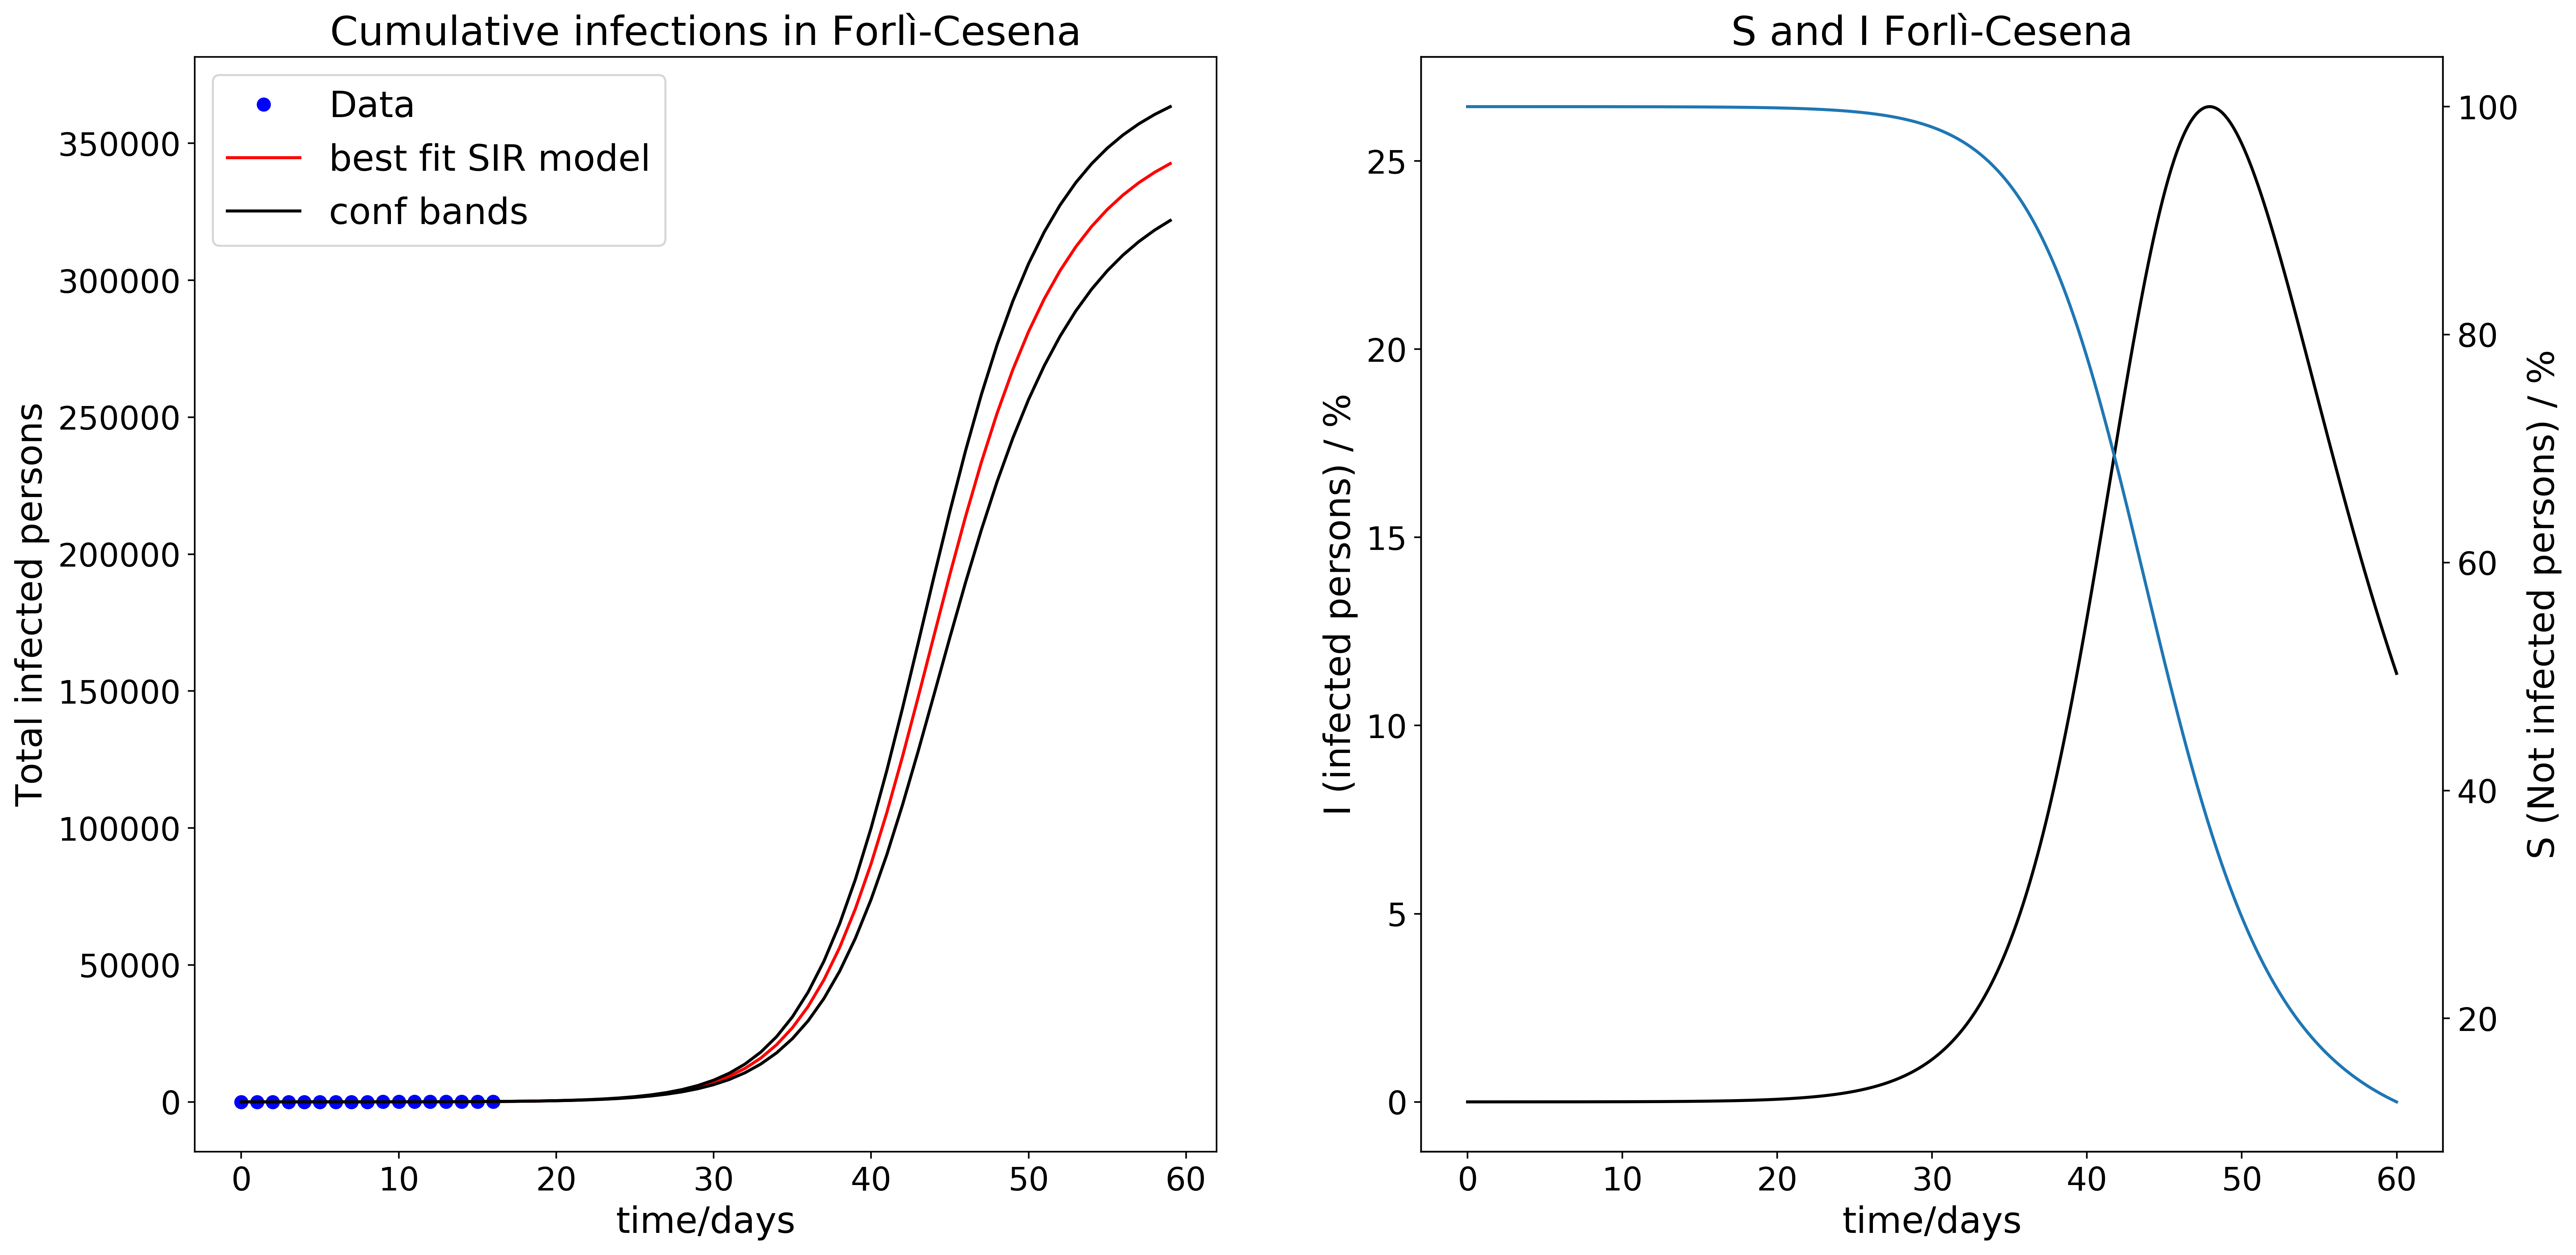 Cumulative infections in Forlì-Cesena
Data
best fit SIR model
conf bands
Total infected persons
350000
300000
250000
200000
150000
100000
50000
0
0 10 20 30 40 50 60
time/days
S and I Forlì-Cesena
I (infected persons) / %
25
20
15
10
5
0
100
80
60
40
20
S (Not infected persons) / %
0 10 20 30 40 50 60
time/days